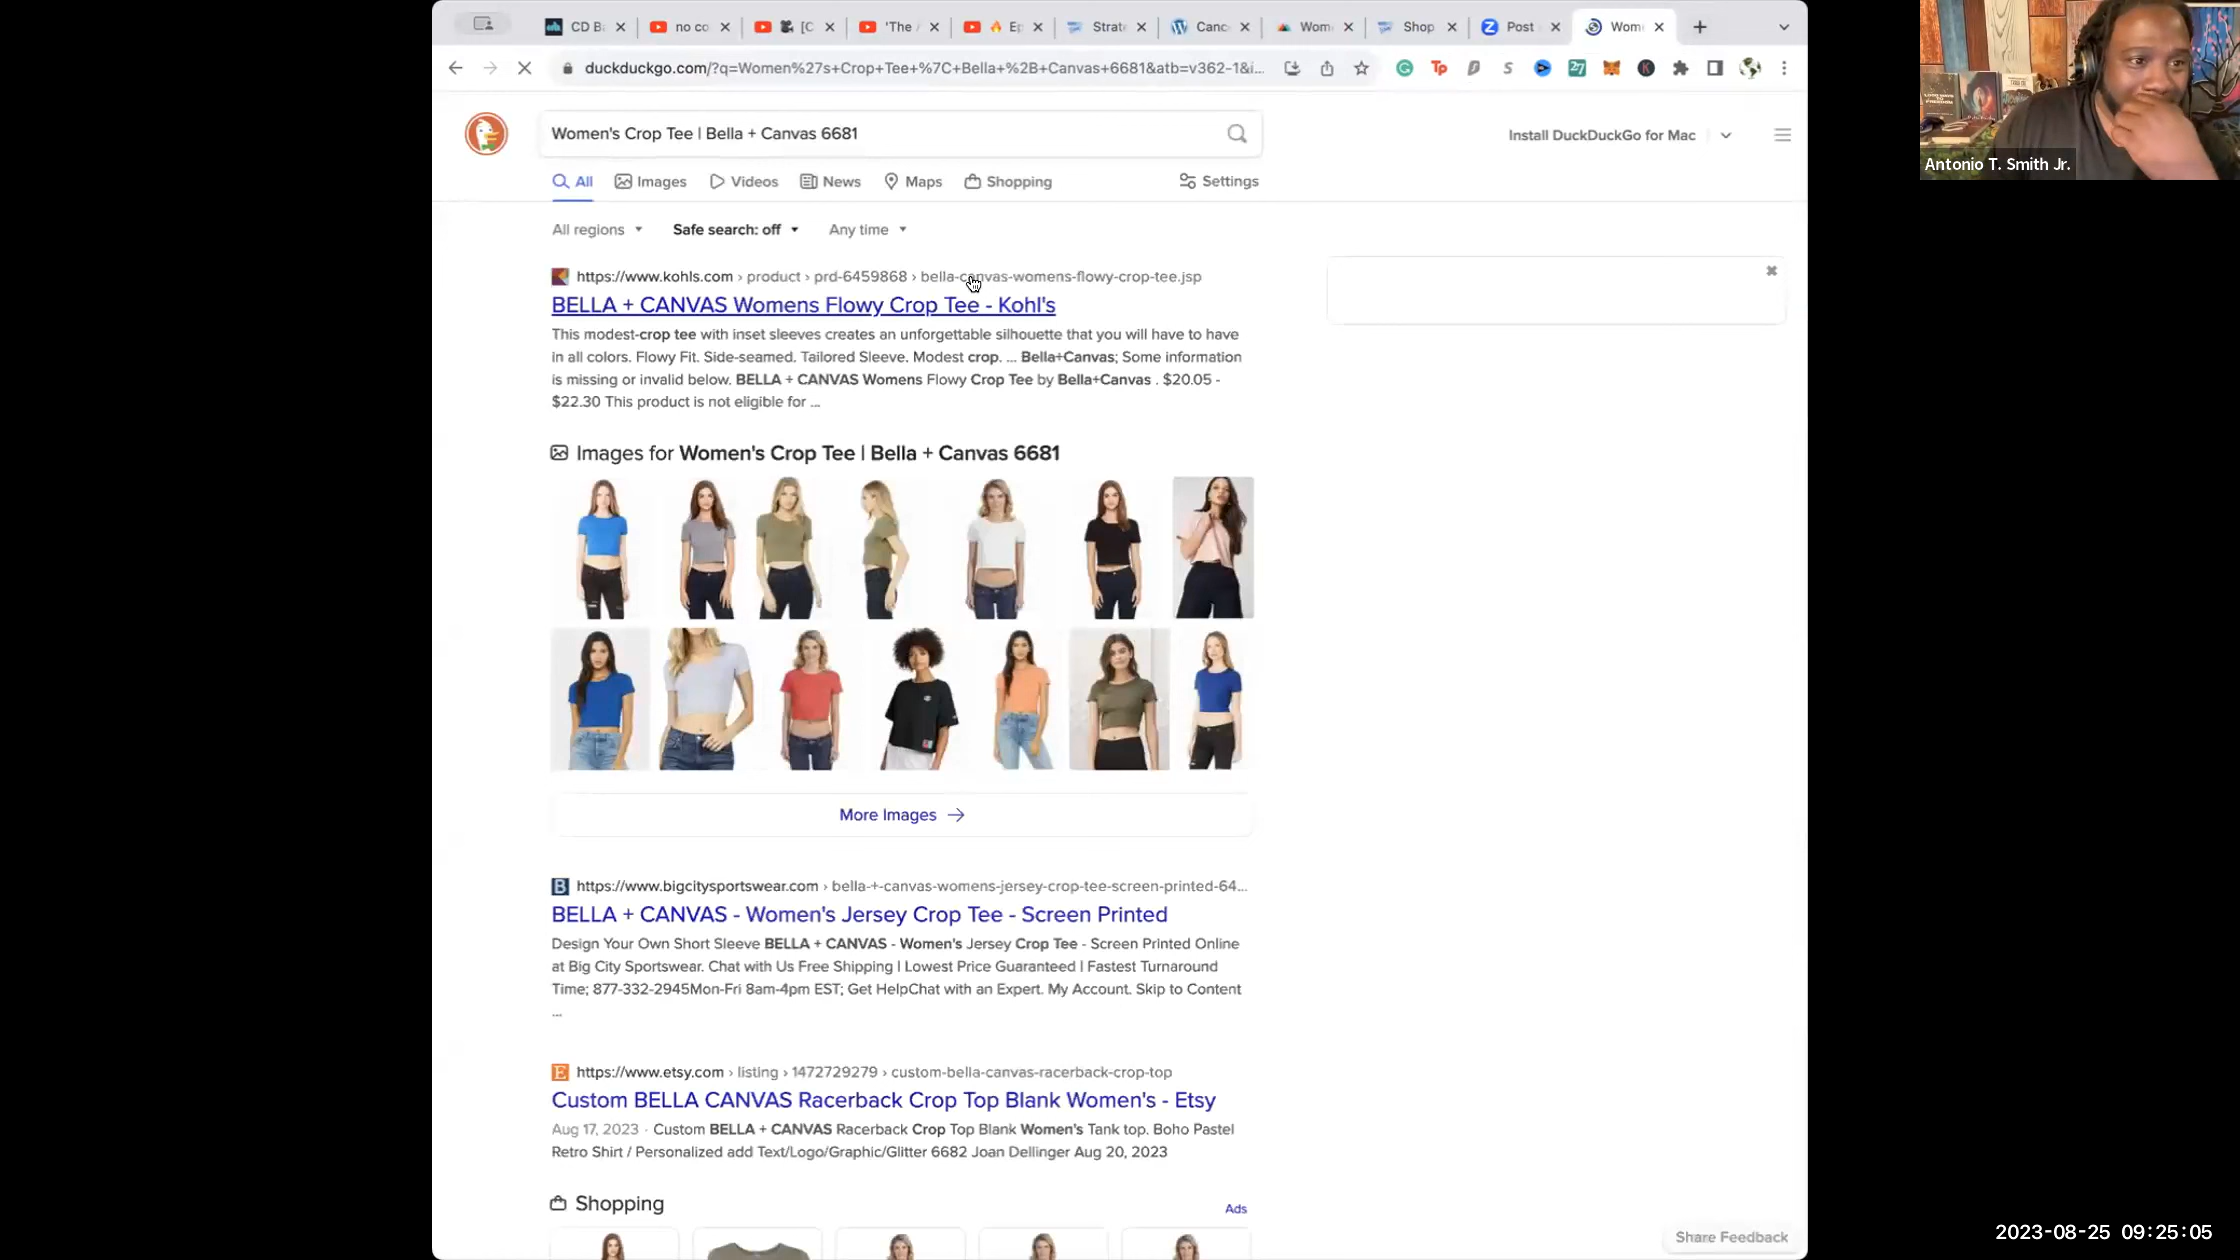 CD Ba
no co
[C
'The A
Ep
Strate
Canc
Wom
Shop
Post
Wom
duckduckgo.com/?q=Women%27s+Crop+Tee+%7C+Bella+%2B+Canvas+6681&atb=v362-1&i...
Women's Crop Tee | Bella + Canvas 6681
Install DuckDuckGo for Mac
All Images Videos News Maps Shopping Settings
All regions Safe search: off Any time
https://www.kohls.com › product › prd-6459868 › bella-canvas-womens-flowy-crop-tee.jsp
BELLA + CANVAS Womens Flowy Crop Tee - Kohl's
This modest-crop tee with inset sleeves creates an unforgettable silhouette that you will have to have
in all colors. Flowy Fit. Side-seamed. Tailored Sleeve. Modest crop. ... Bella+Canvas; Some information
is missing or invalid below. BELLA + CANVAS Womens Flowy Crop Tee by Bella+Canvas . $20.05 -
$22.30 This product is not eligible for ...
Images for Women's Crop Tee | Bella + Canvas 6681
More Images
https://www.bigcitysportswear.com › bella-+-canvas-womens-jersey-crop-tee-screen-printed-64...
BELLA + CANVAS - Women's Jersey Crop Tee - Screen Printed
Design Your Own Short Sleeve BELLA + CANVAS - Women's Jersey Crop Tee - Screen Printed Online
at Big City Sportswear. Chat with Us Free Shipping | Lowest Price Guaranteed | Fastest Turnaround
Time; 877-332-2945Mon-Fri 8am-4pm EST; Get HelpChat with an Expert. My Account. Skip to Content
...
https://www.etsy.com › listing › 1472729279 › custom-bella-canvas-racerback-crop-top
Custom BELLA CANVAS Racerback Crop Top Blank Women's - Etsy
Aug 17, 2023 · Custom BELLA + CANVAS Racerback Crop Top Blank Women's Tank top. Boho Pastel
Retro Shirt / Personalized add Text/Logo/Graphic/Glitter 6682 Joan Dellinger Aug 20, 2023
Shopping
Ads
Share Feedback
Antonio T. Smith Jr.
2023-08-25 09:25:05